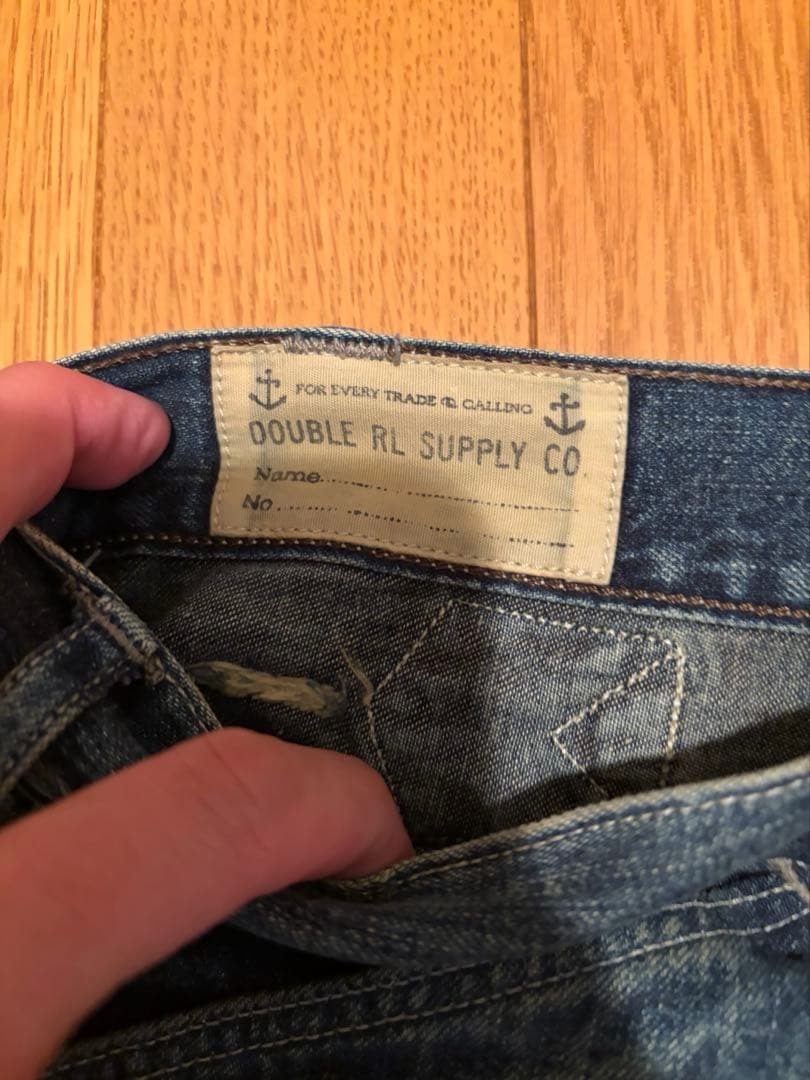 FOR EVERY TRADE & CALLING
DOUBLE RL SUPPLY CO.
Name
No